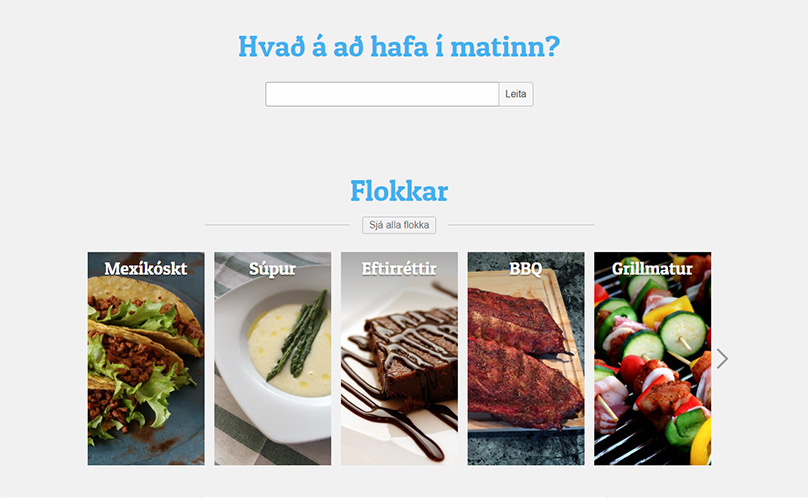 Hvað á að hafa í matinn?
Leita
Flokkar
Sjá alla flokka
Mexíkóskt
Súpur
Eftirréttir
BBQ
Grillmatur